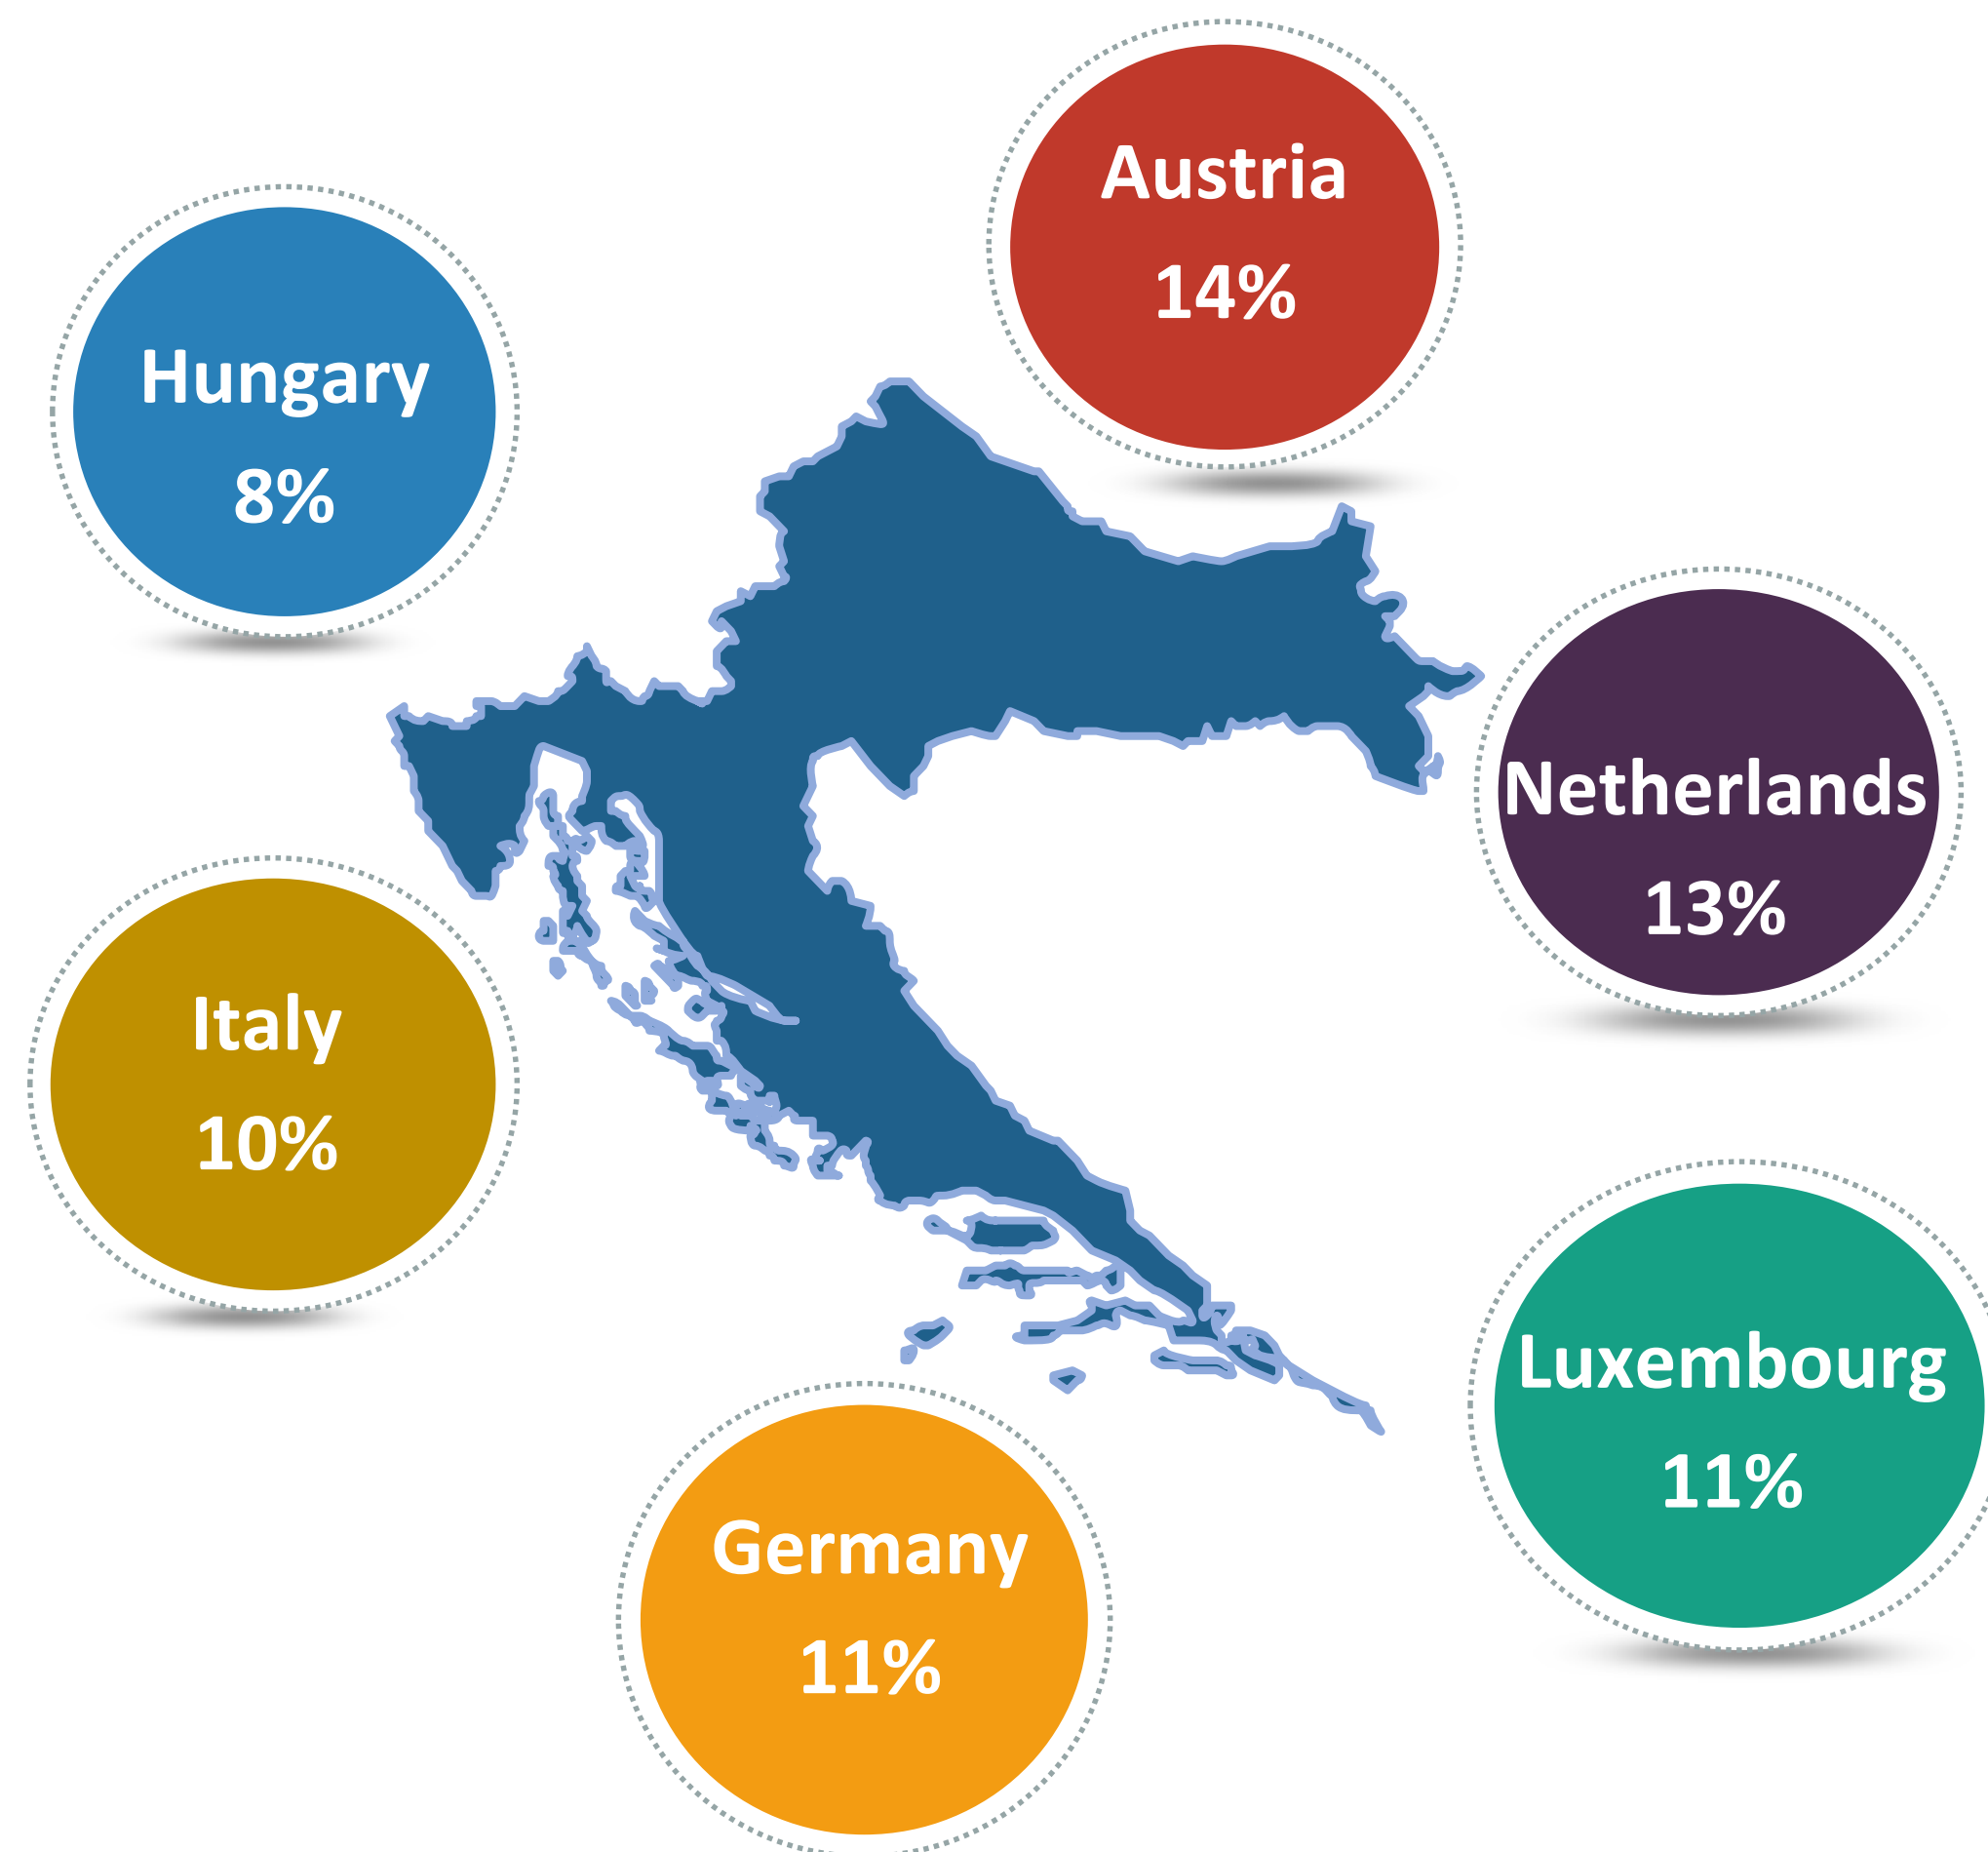 Austria
14%
Hungary
8%
Netherlands
13%
Italy
10%
Luxembourg
11%
Germany
11%